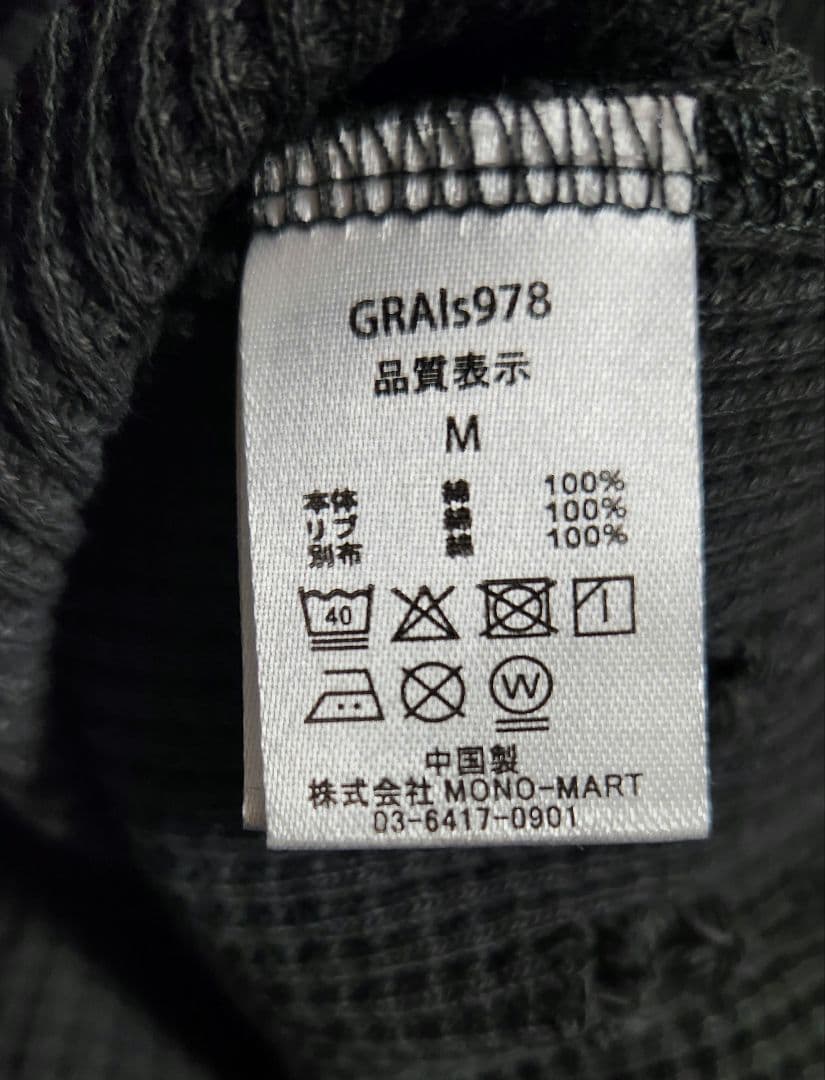 GRAls978
品質表示
M
本体 綿 100%
リブ 綿 100%
別布 綿 100%
40
W
中国製
株式会社 MONO-MART
03-6417-0901